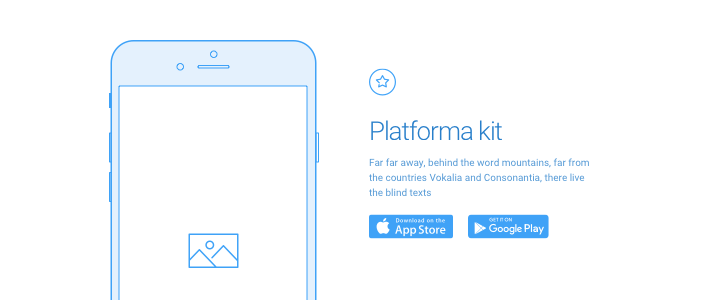 Platforma kit
Far far away, behind the word mountains, far from
the countries Vokalia and Consonantia, there live
the blind texts
Download on the
App Store
GET IT ON
Google Play